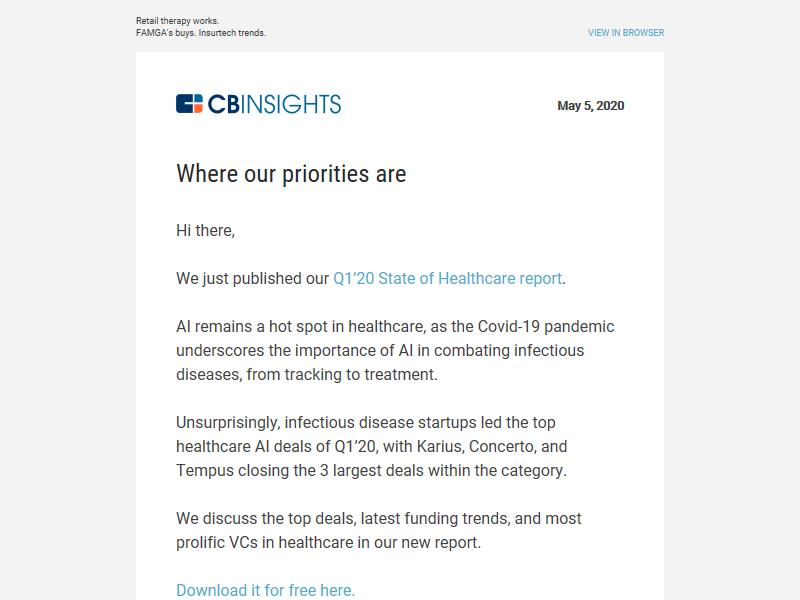 Retail therapy works.
FAMGA's buys. Insurtech trends.
VIEW IN BROWSER
CBINSIGHTS
May 5, 2020
Where our priorities are
Hi there,
We just published our Q1’20 State of Healthcare report.
AI remains a hot spot in healthcare, as the Covid-19 pandemic
underscores the importance of AI in combating infectious
diseases, from tracking to treatment.
Unsurprisingly, infectious disease startups led the top
healthcare AI deals of Q1’20, with Karius, Concerto, and
Tempus closing the 3 largest deals within the category.
We discuss the top deals, latest funding trends, and most
prolific VCs in healthcare in our new report.
Download it for free here.